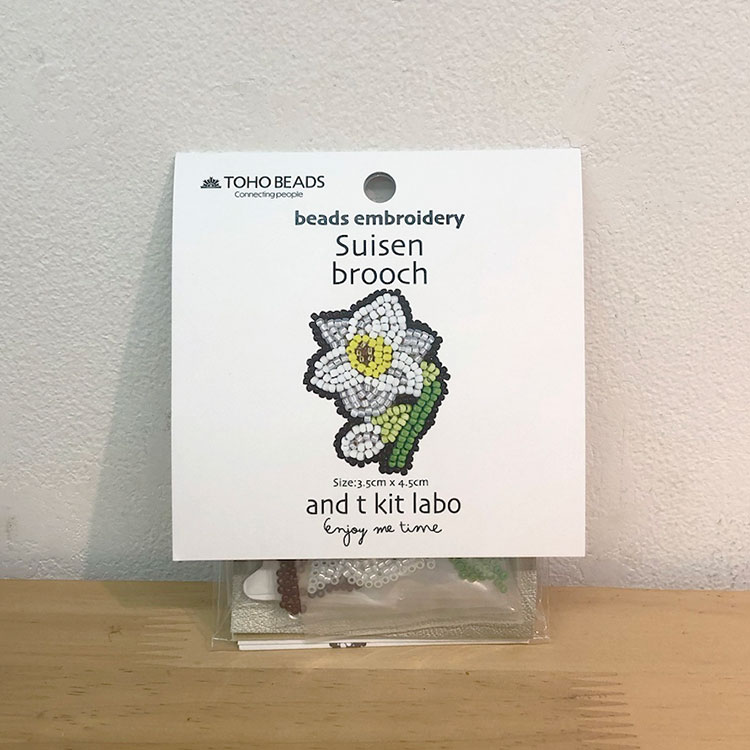 TOHO BEADS
Connecting people
beads embroidery
Suisen
brooch
Size:3.5cm x 4.5cm
and t kit labo
Enjoy me time